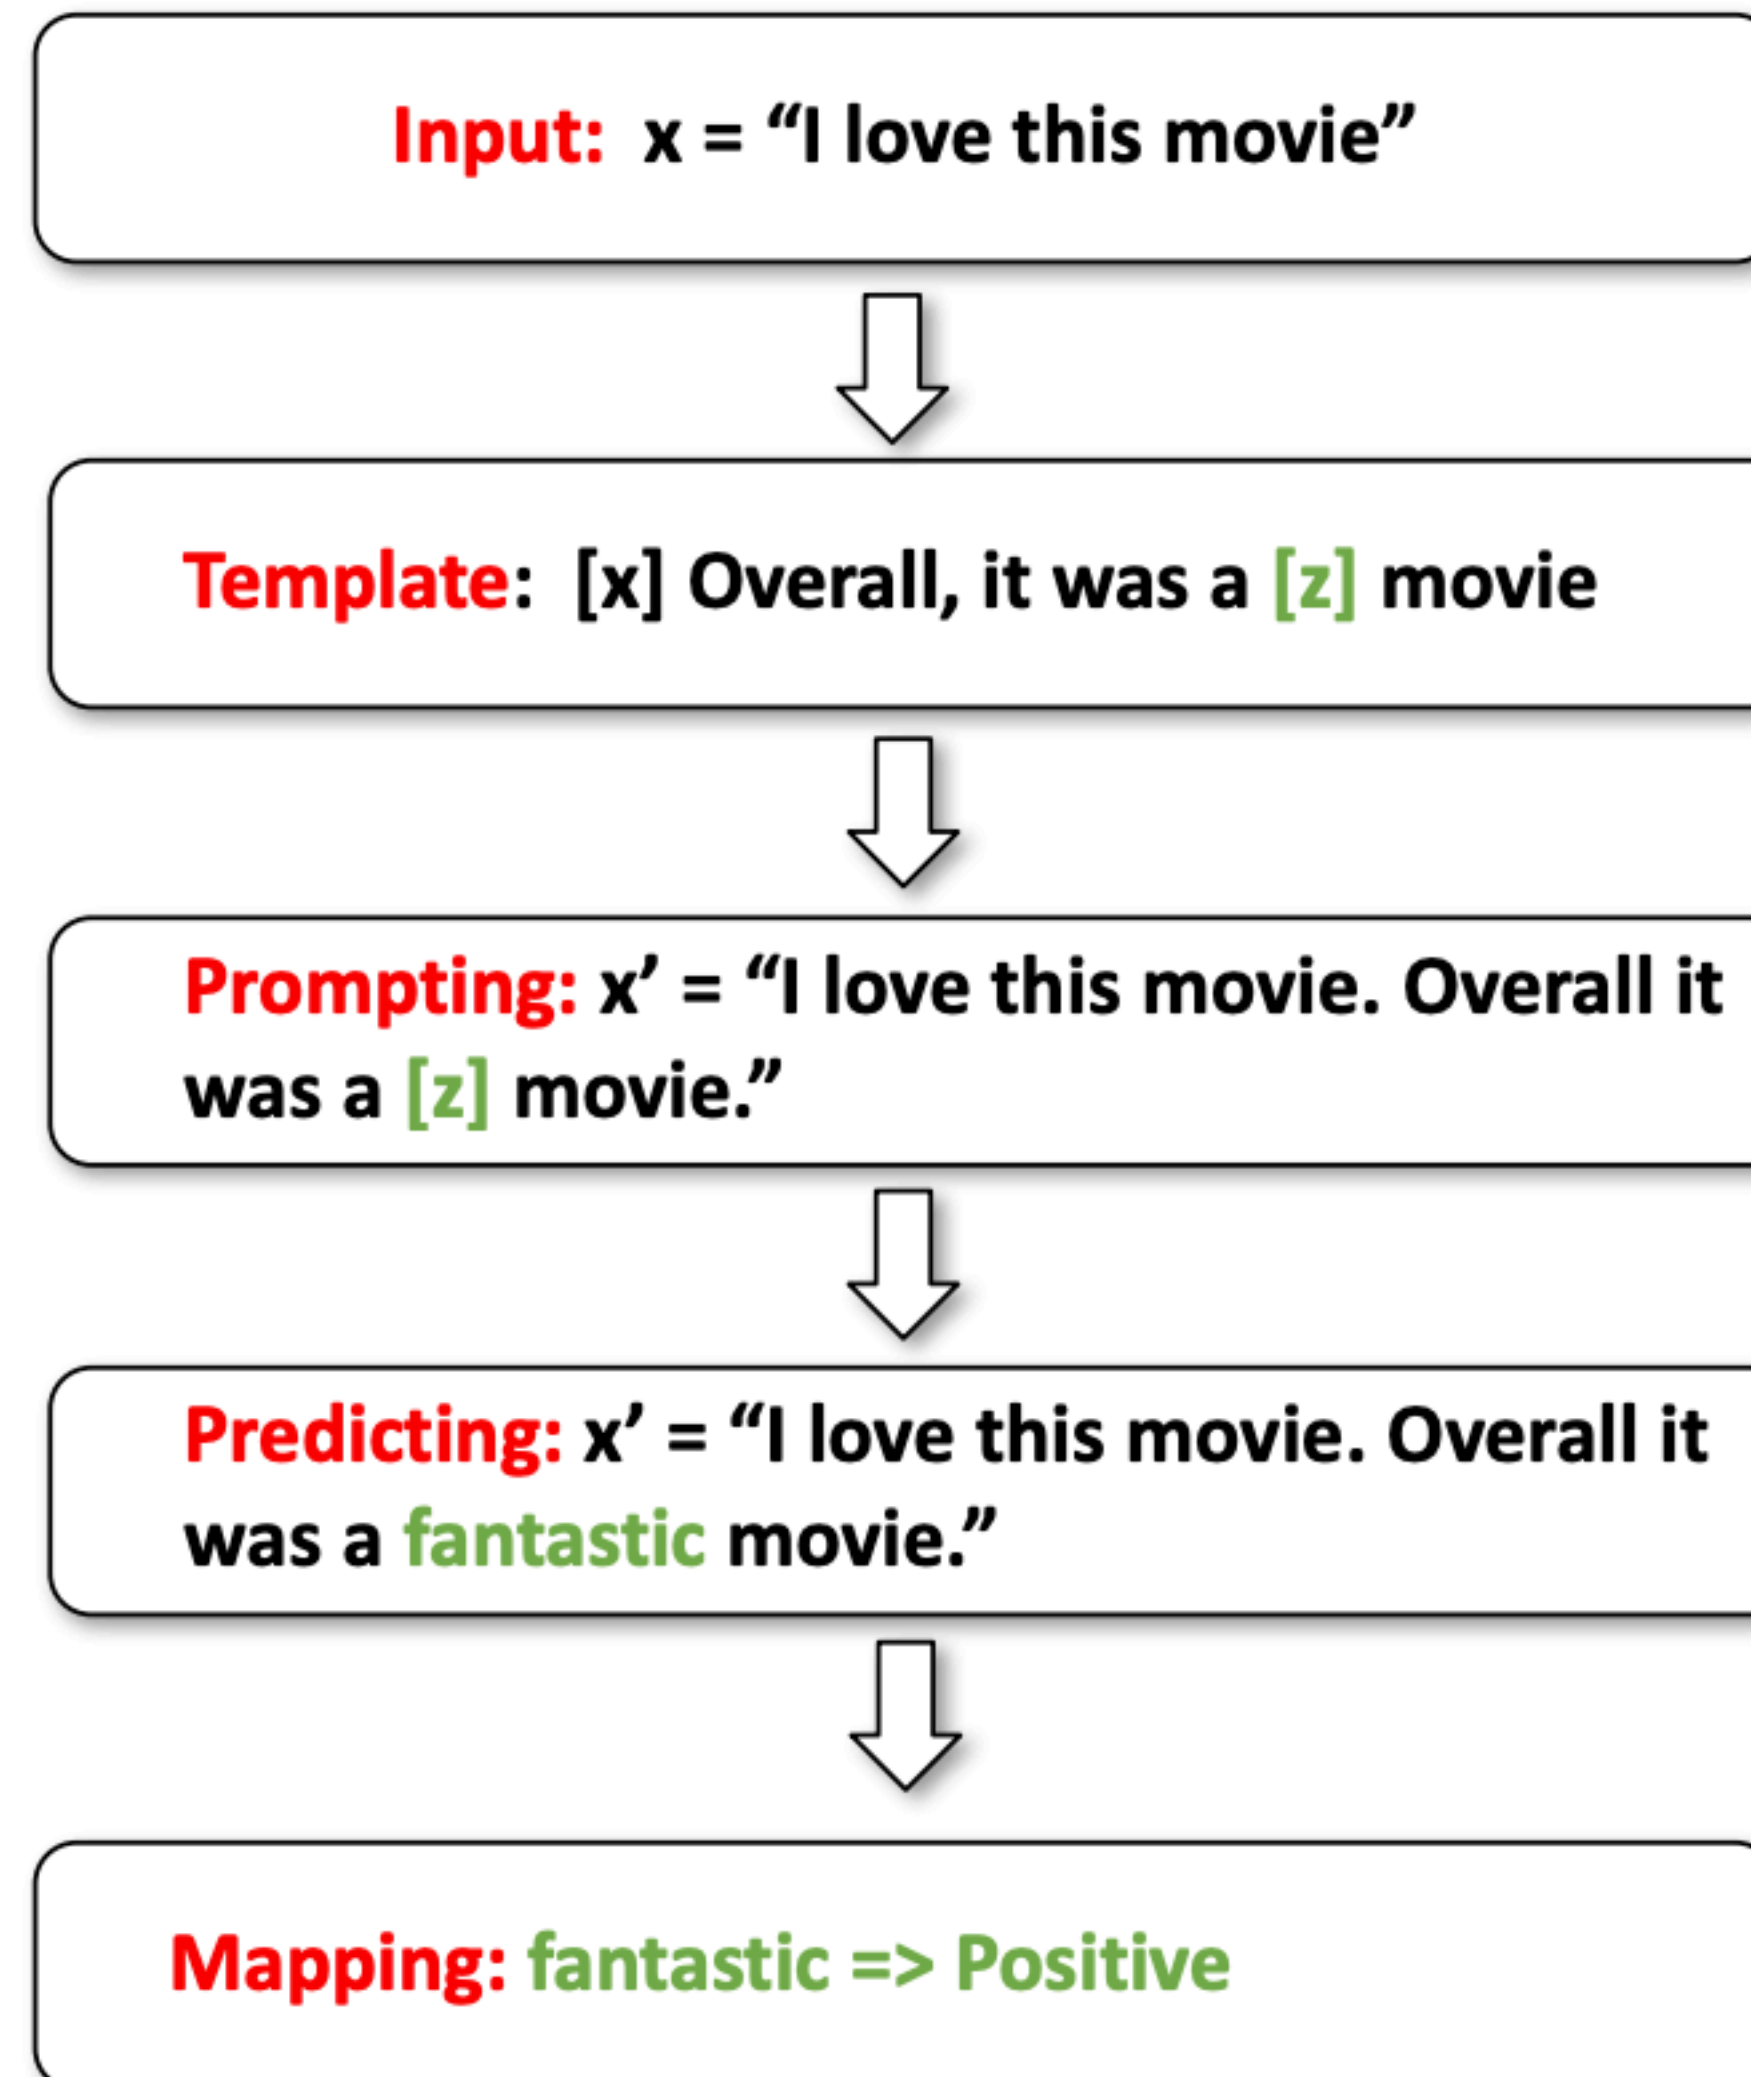 Input: x = “I love this movie”
Template: [x] Overall, it was a [z] movie
Prompting: x’ = “I love this movie. Overall it
was a [z] movie.”
Predicting: x’ = “I love this movie. Overall it
was a fantastic movie.”
Mapping: fantastic => Positive